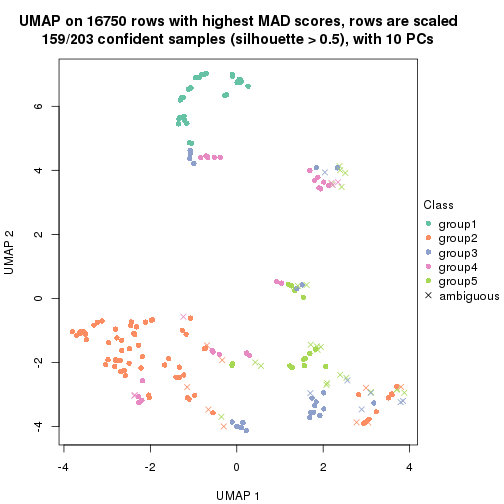 UMAP on 16750 rows with highest MAD scores, rows are scaled
159/203 confident samples (silhouette > 0.5), with 10 PCs
UMAP 2
6
4
2
0
-2
-4
-4
-2
0
2
4
UMAP 1
Class
group1
group2
group3
group4
group5
ambiguous